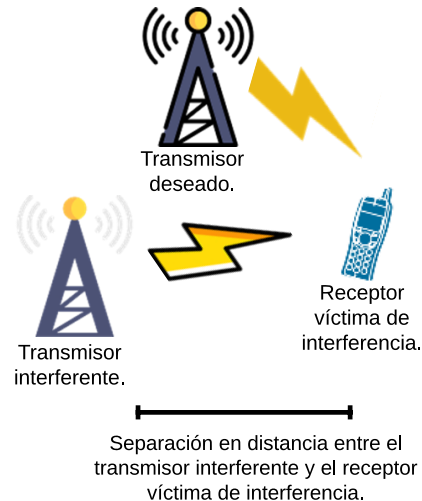 Transmisor
deseado.
Receptor
víctima de
interferencia.
Transmisor
interferente.
Separación en distancia entre el
transmisor interferente y el receptor
víctima de interferencia.